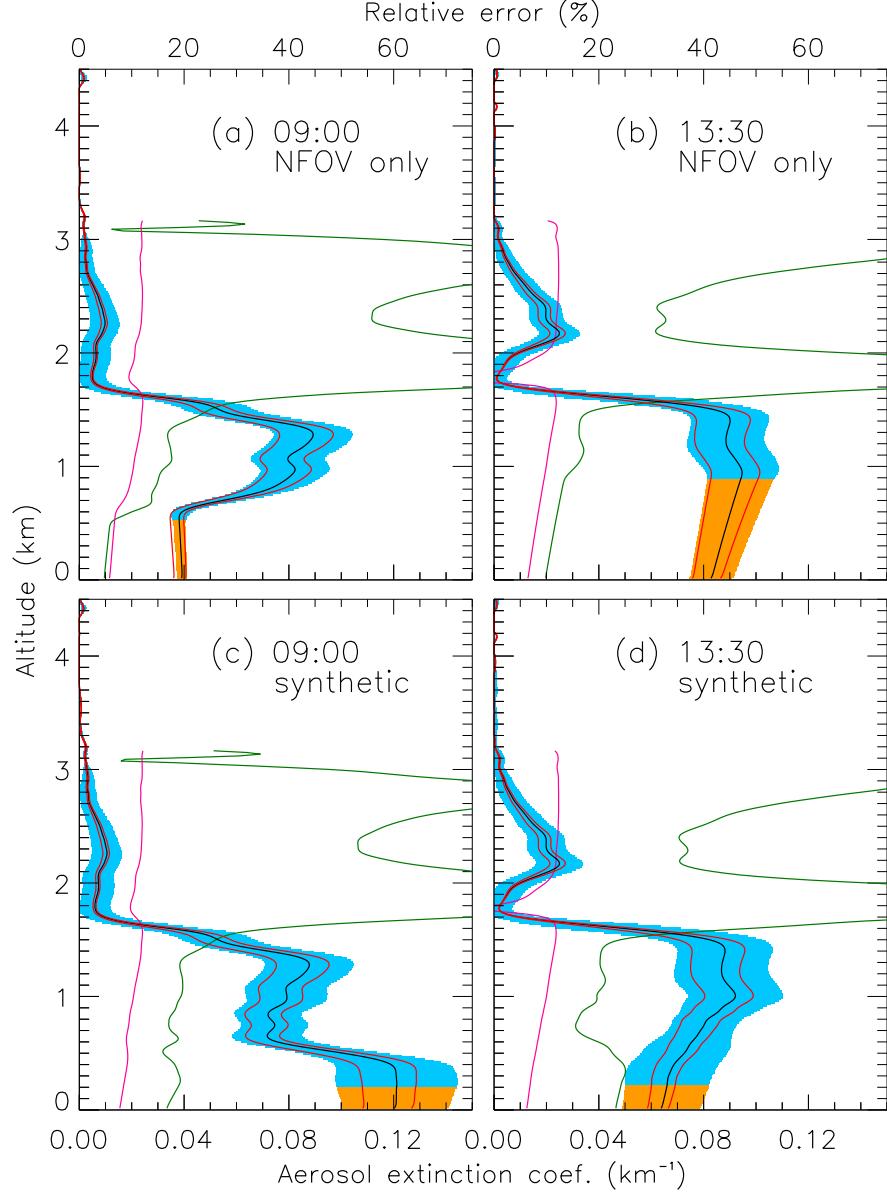 Relative error (%)
0 20 40 60 0 20 40 60
4
(a) 09:00
NFOV only
(b) 13:30
NFOV only
3
2
1
0 0
4
(c) 09:00
synthetic
(d) 13:30
synthetic
3
2
1
0 0
0.00 0.04 0.08 0.12 0.00 0.04 0.08 0.12
Aerosol extinction coef. (km⁻¹)
Altitude (km)